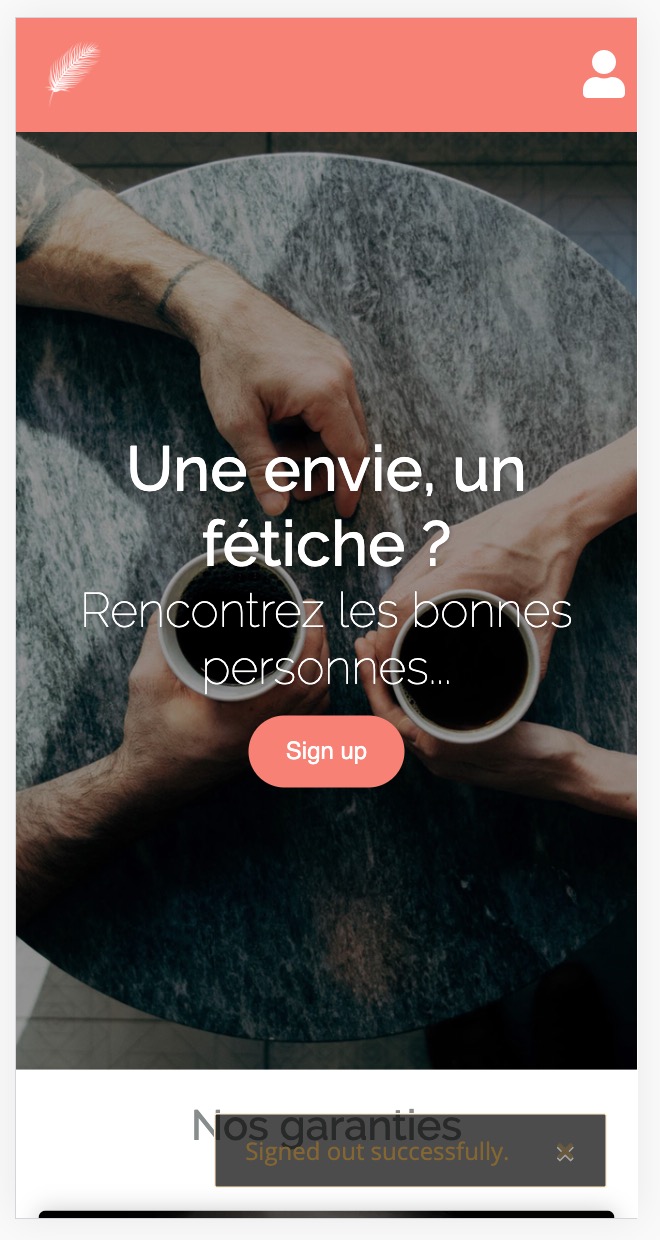 Une envie, un
fétiche ?
Rencontrez les bonnes
personnes...
Sign up
Nos garanties
Signed out successfully.